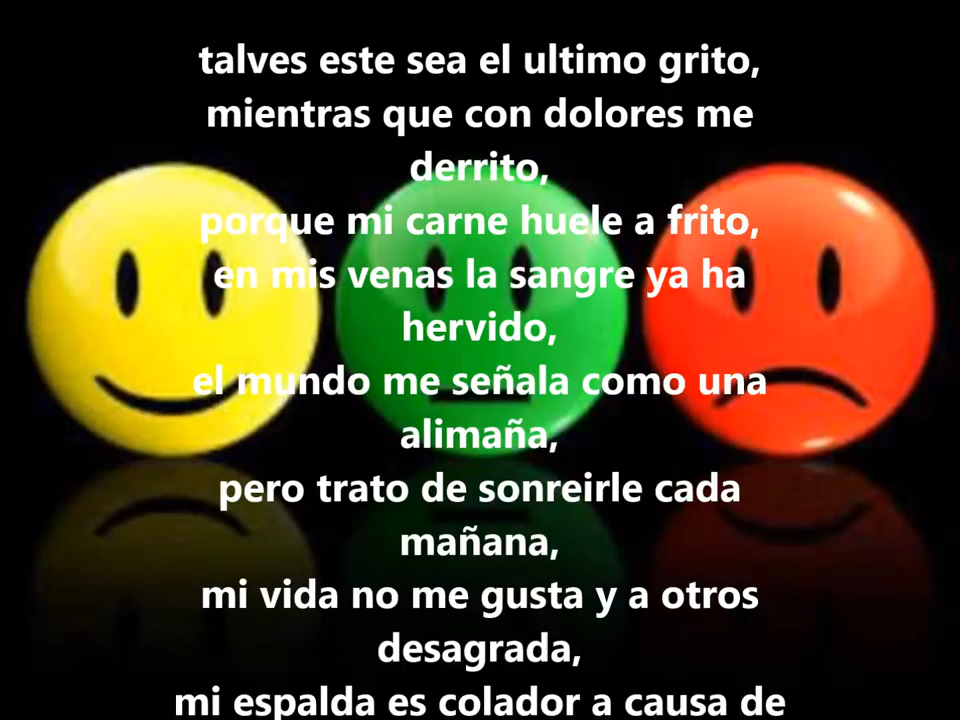 talves este sea el ultimo grito,
mientras que con dolores me
derrito,
porque mi carne huele a frito,
en mis venas la sangre ya ha
hervido,
el mundo me señala como una
alimaña,
pero trato de sonreirle cada
mañana,
mi vida no me gusta y a otros
desagrada,
mi espalda es colador a causa de